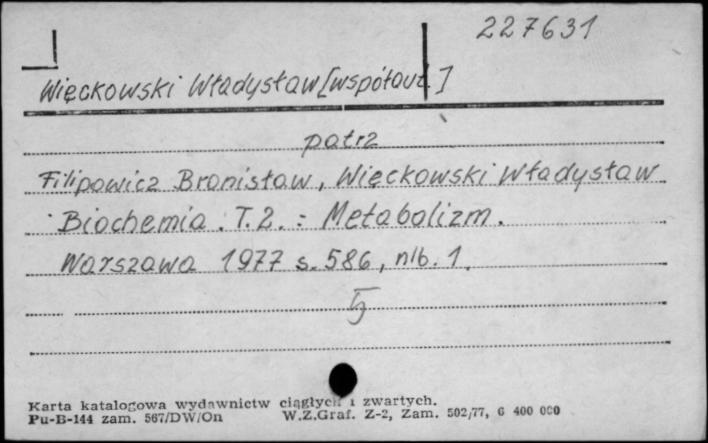 227631
Więckowski Władysław [współaut.]
patrz
Filipowicz Bronisław, Więckowski Władysław
Biochemia. T.2. : Metabolizm.
Warszawa 1977 s. 586, nlb. 1.
5
Karta katalogowa wydawnictw ciągłych i zwartych.
Pu-B-144 zam. 567/DW/On W.Z.Graf. Z-2, Zam. 502/77, G 400 000